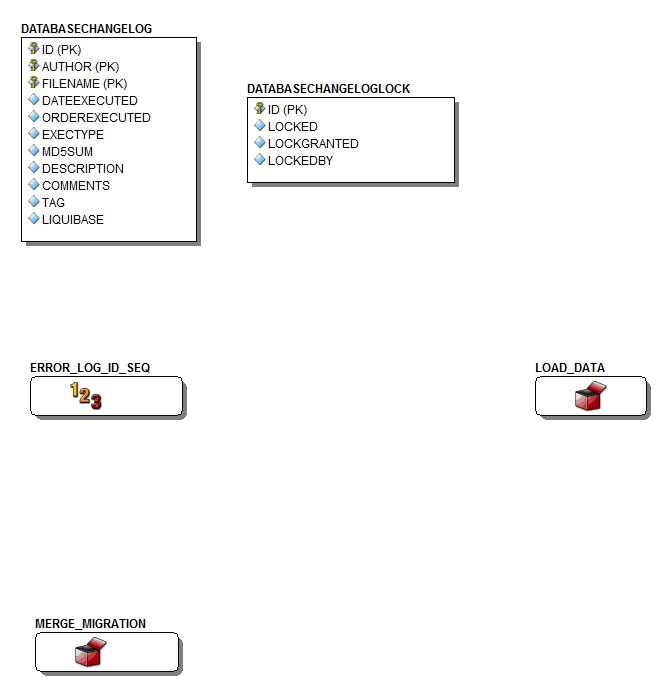 DATABASECHANGELOG
ID (PK)
AUTHOR (PK)
FILENAME (PK)
DATEEXECUTED
ORDEREXECUTED
EXECTYPE
MD5SUM
DESCRIPTION
COMMENTS
TAG
LIQUIBASE
DATABASECHANGELOGLOCK
ID (PK)
LOCKED
LOCKGRANTED
LOCKEDBY
ERROR_LOG_ID_SEQ
123
LOAD_DATA
MERGE_MIGRATION